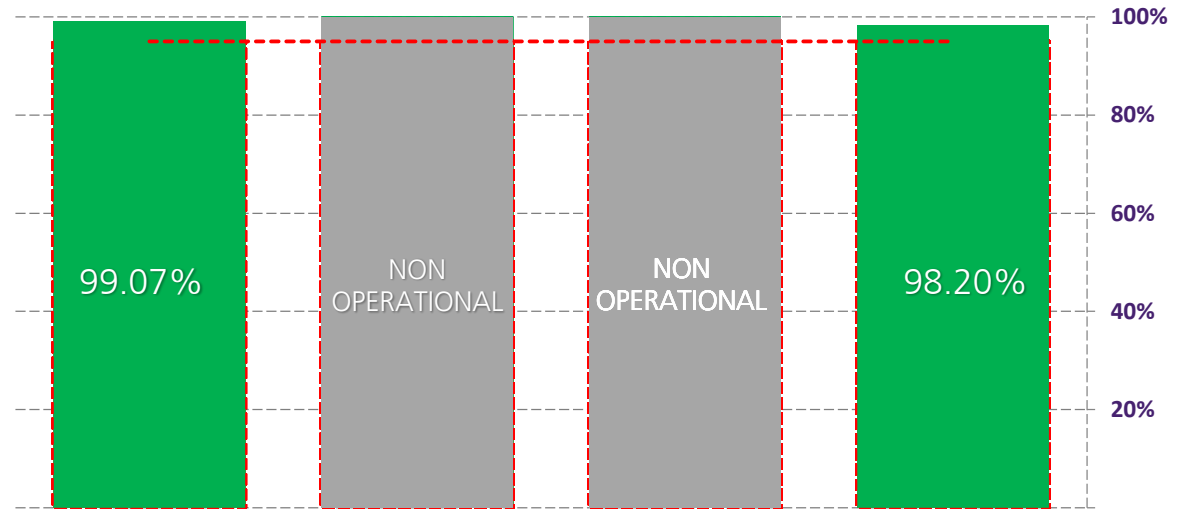 100%
80%
60%
99.07%
NON
OPERATIONAL
NON
OPERATIONAL
98.20%
40%
20%